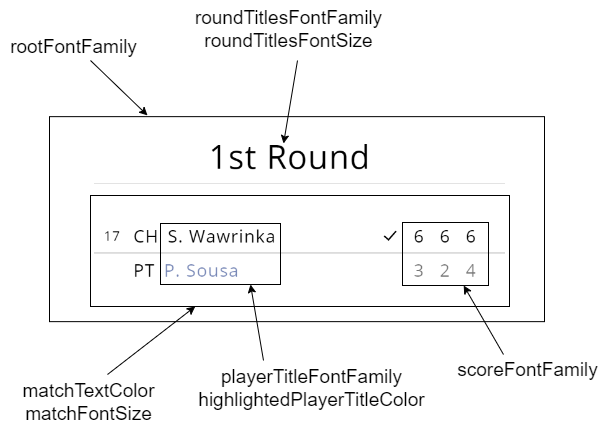 roundTitlesFontFamily
roundTitlesFontSize
rootFontFamily
1st Round
17 CH S. Wawrinka ✓ 6 6 6
PT P. Sousa 3 2 4
matchTextColor
matchFontSize
playerTitleFontFamily
highlightedPlayerTitleColor
scoreFontFamily